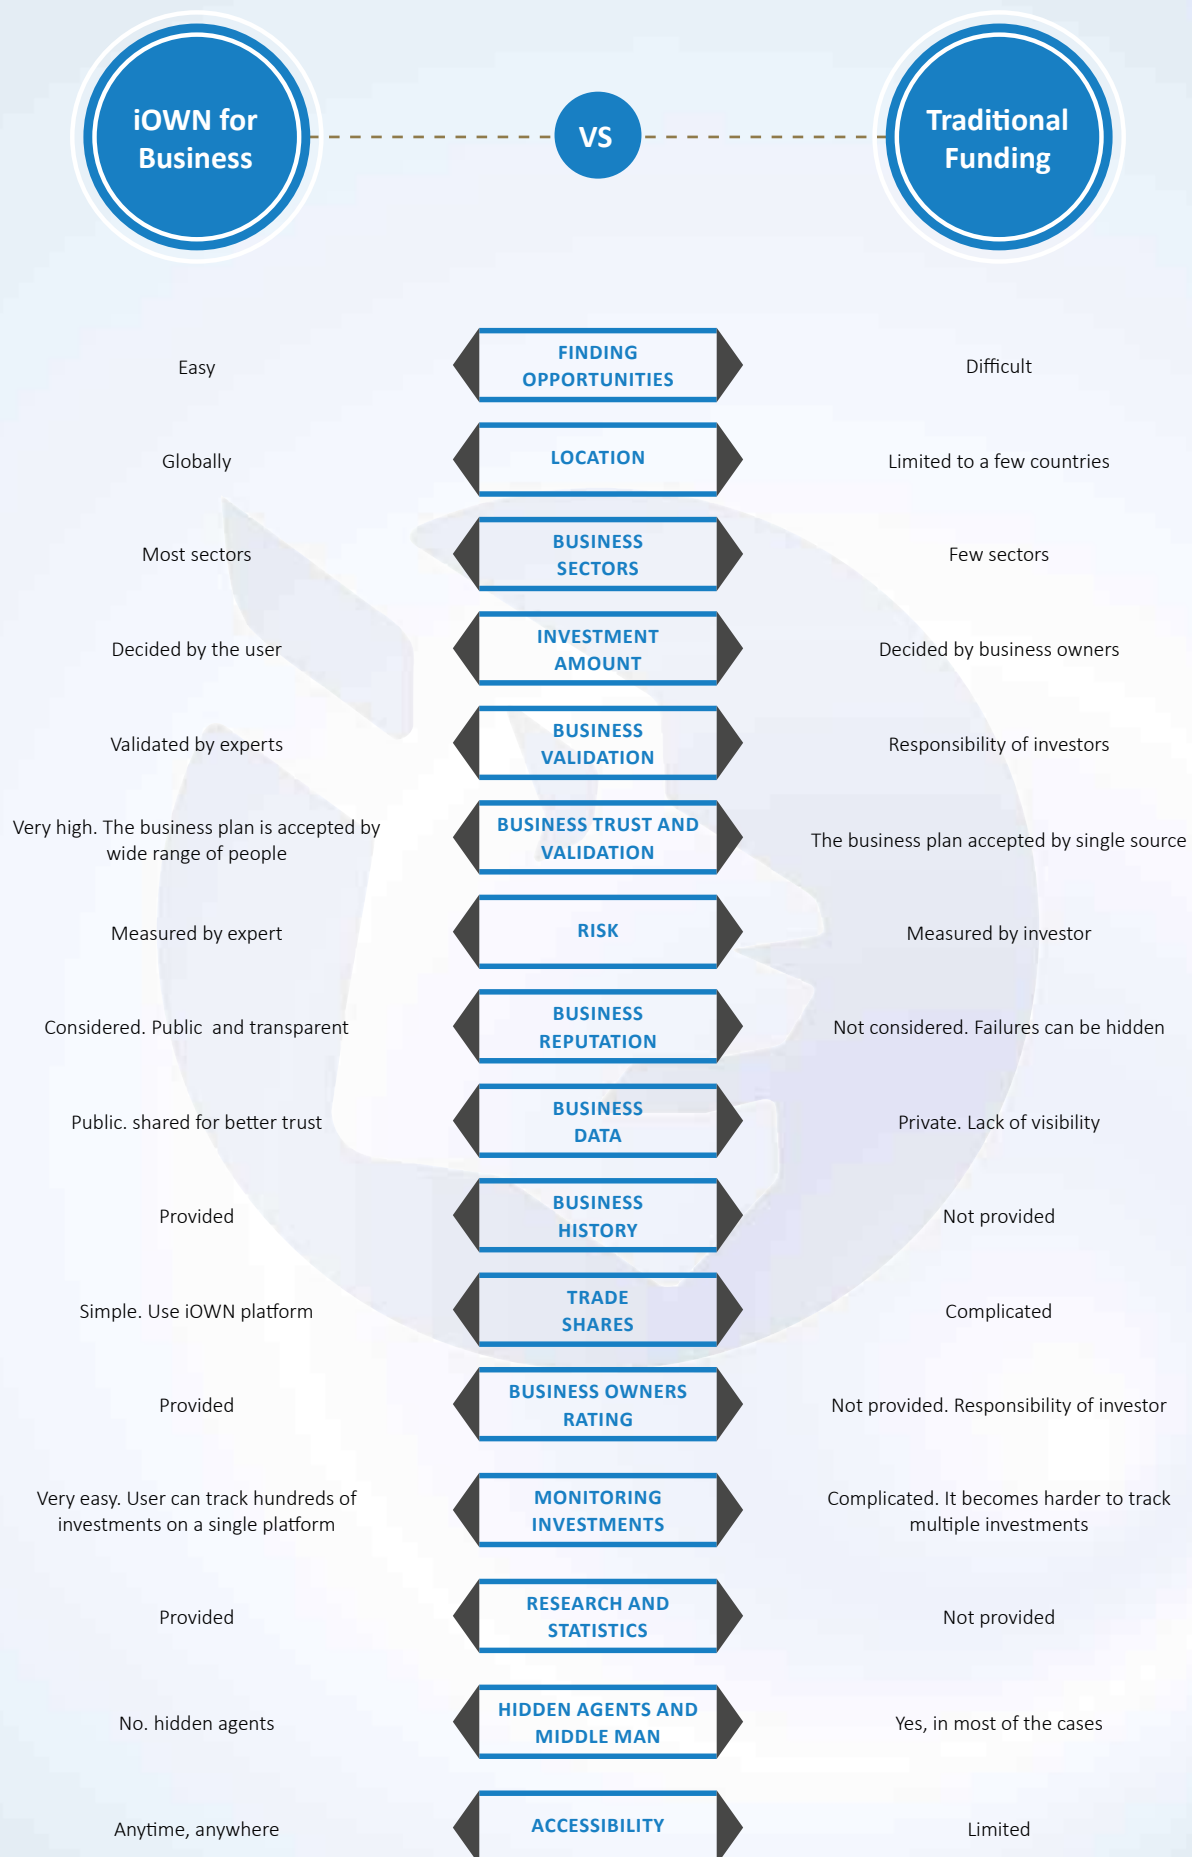 iOWN for
Business
VS
Traditional
Funding
Easy
FINDING
OPPORTUNITIES
Difficult
Globally
LOCATION
Limited to a few countries
Most sectors
BUSINESS
SECTORS
Few sectors
Decided by the user
INVESTMENT
AMOUNT
Decided by business owners
Validated by experts
BUSINESS
VALIDATION
Responsibility of investors
Very high. The business plan is accepted by
wide range of people
BUSINESS TRUST AND
VALIDATION
The business plan accepted by single source
Measured by expert
RISK
Measured by investor
Considered. Public  and transparent
BUSINESS
REPUTATION
Not considered. Failures can be hidden
Public. shared for better trust
BUSINESS
DATA
Private. Lack of visibility
Provided
BUSINESS
HISTORY
Not provided
Simple. Use iOWN platform
TRADE
SHARES
Complicated
Provided
BUSINESS OWNERS
RATING
Not provided. Responsibility of investor
Very easy. User can track hundreds of
investments on a single platform
MONITORING
INVESTMENTS
Complicated. It becomes harder to track
multiple investments
Provided
RESEARCH AND
STATISTICS
Not provided
No. hidden agents
HIDDEN AGENTS AND
MIDDLE MAN
Yes, in most of the cases
Anytime, anywhere
ACCESSIBILITY
Limited